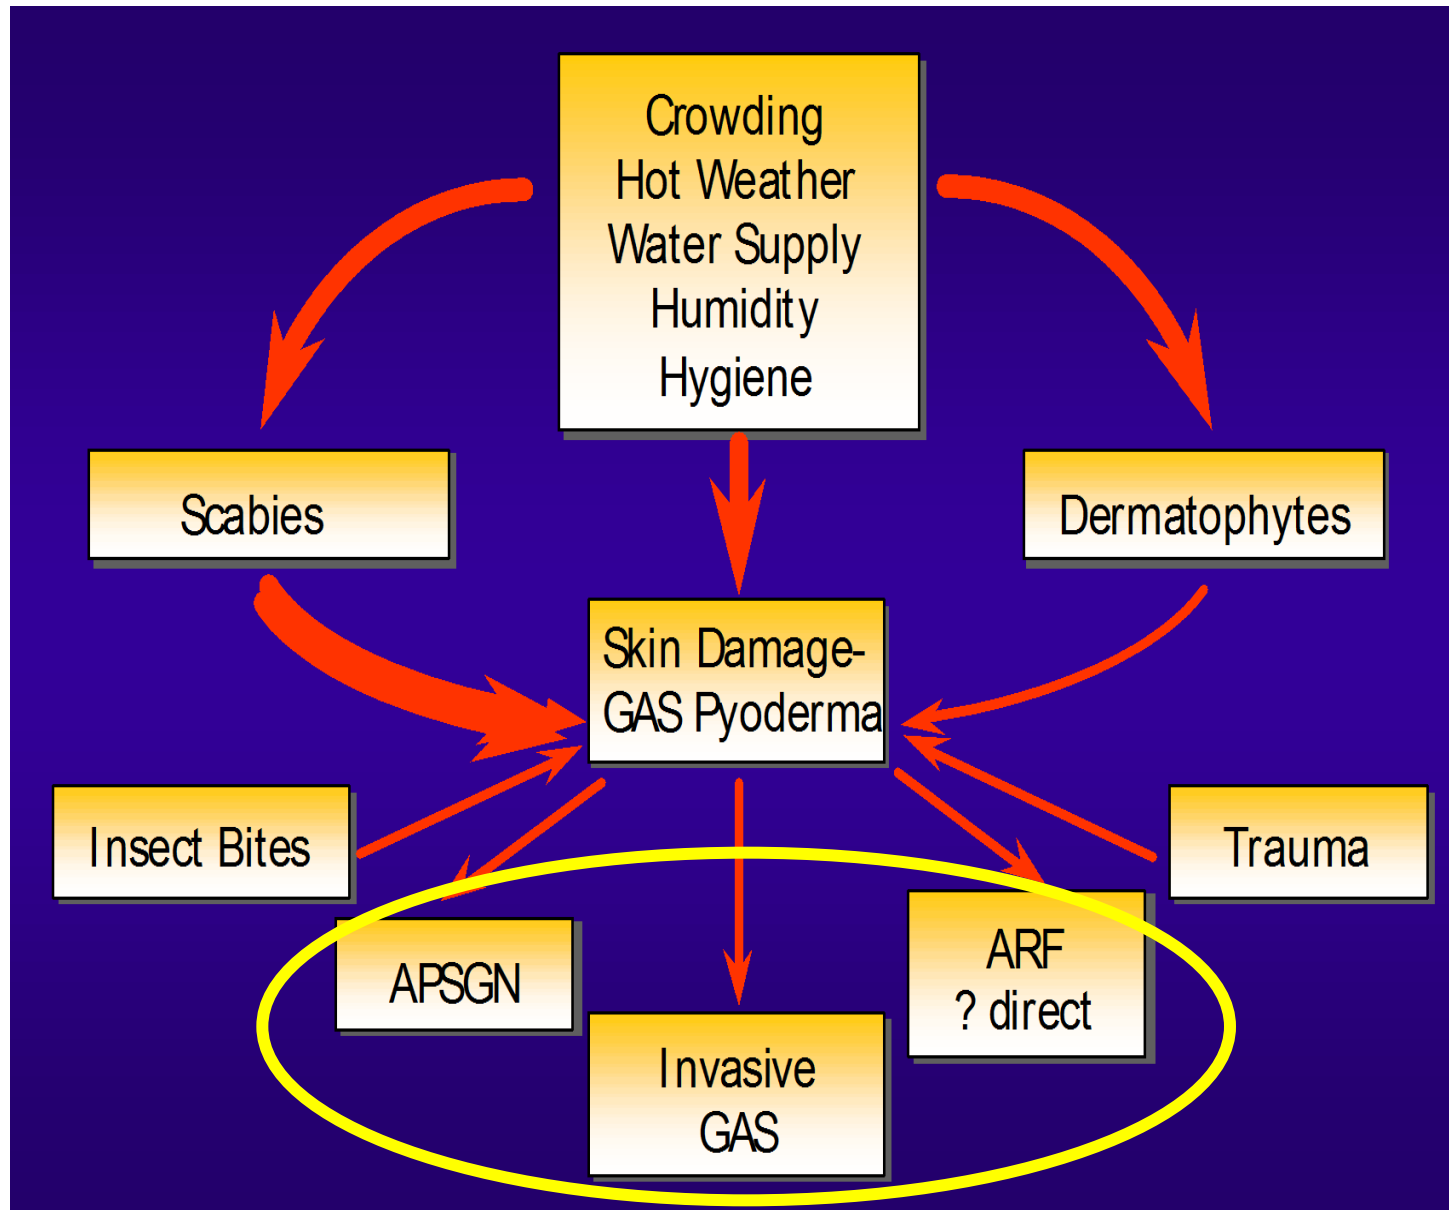 Crowding
Hot Weather
Water Supply
Humidity
Hygiene
Scabies
Dermatophytes
Skin Damage-
GAS Pyoderma
Insect Bites
Trauma
APSGN
ARF
? direct
Invasive
GAS